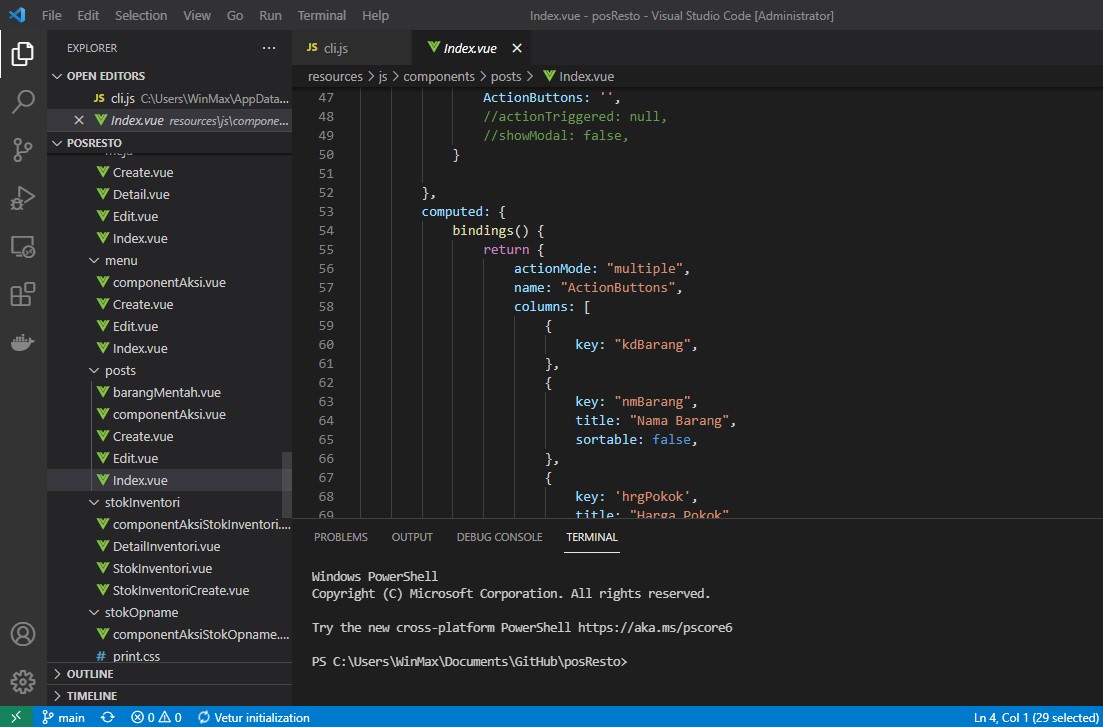 File Edit Selection View Go Run Terminal Help Index.vue - posResto - Visual Studio Code [Administrator]
EXPLORER ···
OPEN EDITORS
JS cli.js C:\Users\WinMax\AppData...
Index.vue resources\js\compone...
POSRESTO
meja
Create.vue
Detail.vue
Edit.vue
Index.vue
menu
componentAksi.vue
Create.vue
Edit.vue
Index.vue
posts
barangMentah.vue
componentAksi.vue
Create.vue
Edit.vue
Index.vue
stokInventori
componentAksiStokInventori....
DetailInventori.vue
StokInventori.vue
StokInventoriCreate.vue
stokOpname
componentAksiStokOpname....
# print.css
OUTLINE
TIMELINE
JS cli.js Index.vue
resources > js > components > posts > Index.vue
47 ActionButtons: '',
48 //actionTriggered: null,
49 //showModal: false,
50 }
51
52 },
53 computed: {
54 bindings() {
55 return {
56 actionMode: "multiple",
57 name: "ActionButtons",
58 columns: [
59 {
60 key: "kdBarang",
61 },
62 {
63 key: "nmBarang",
64 title: "Nama Barang",
65 sortable: false,
66 },
67 {
68 key: 'hrgPokok',
69 title: "Harga Pokok"
PROBLEMS OUTPUT DEBUG CONSOLE TERMINAL
Windows PowerShell
Copyright (C) Microsoft Corporation. All rights reserved.
Try the new cross-platform PowerShell https://aka.ms/pscore6
PS C:\Users\WinMax\Documents\GitHub\posResto>
main 0 0 Vetur initialization Ln 4, Col 1 (29 selected)